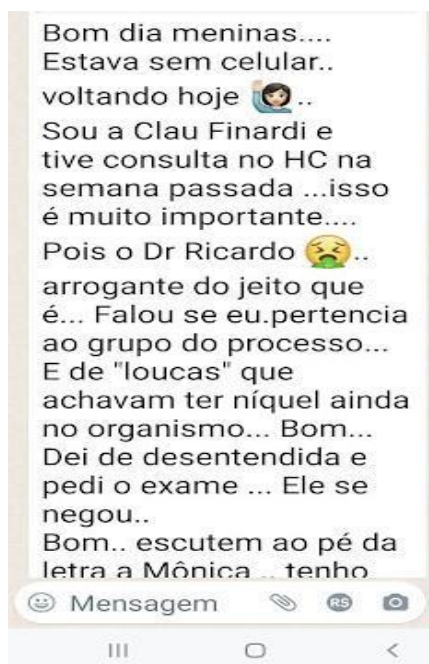 Bom dia meninas....
Estava sem celular..
voltando hoje 🙋🏻‍♀️..
Sou a Clau Finardi e
tive consulta no HC na
semana passada ...isso
é muito importante....
Pois o Dr Ricardo 🤮..
arrogante do jeito que
é... Falou se eu.pertencia
ao grupo do processo...
E de "loucas" que
achavam ter níquel ainda
no organismo... Bom...
Dei de desentendida e
pedi o exame ... Ele se
negou..
Bom.. escutem ao pé da
letra a Mônica .. tenho
Mensagem
RS